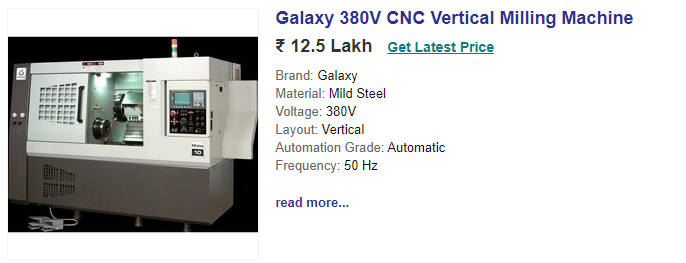 Galaxy 380V CNC Vertical Milling Machine
₹ 12.5 Lakh Get Latest Price
Brand: Galaxy
Material: Mild Steel
Voltage: 380V
Layout: Vertical
Automation Grade: Automatic
Frequency: 50 Hz
read more...
10